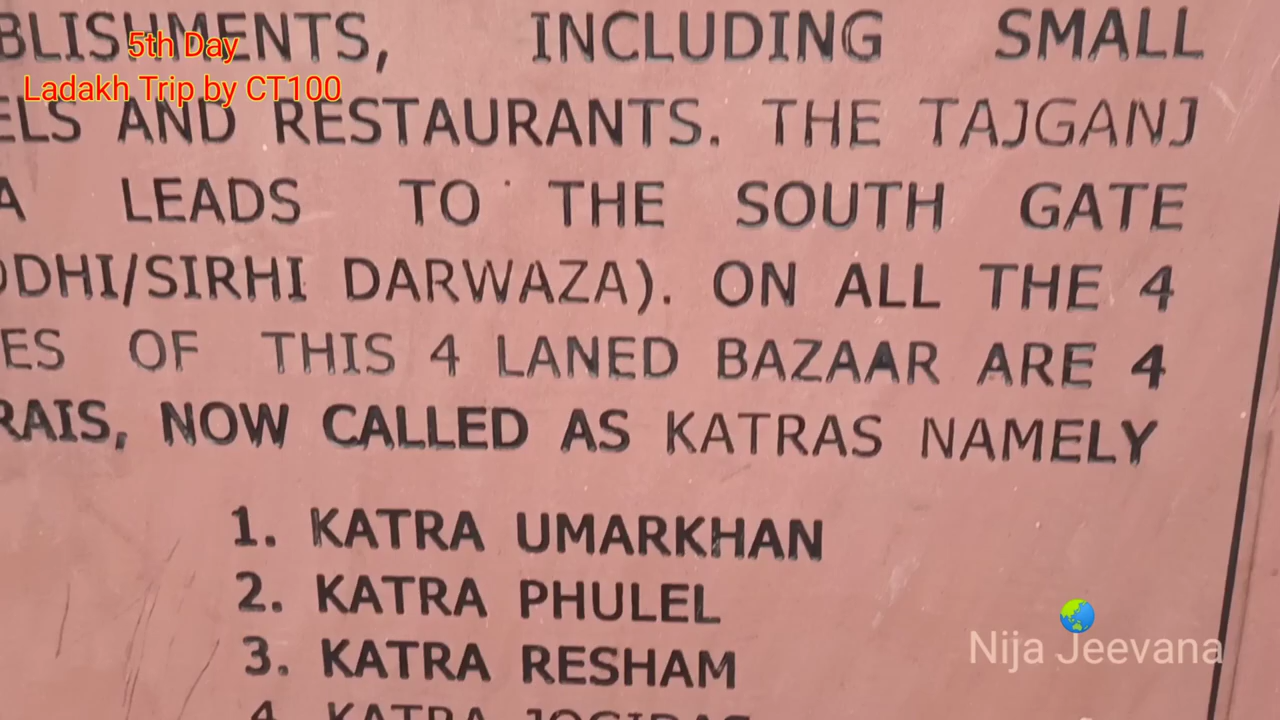 5th Day
Ladakh Trip by CT100
BLISHMENTS, INCLUDING SMALL
ELS AND RESTAURANTS. THE TAJGANJ
A LEADS TO THE SOUTH GATE
DHI/SIRHI DARWAZA). ON ALL THE 4
ES OF THIS 4 LANED BAZAAR ARE 4
RAIS, NOW CALLED AS KATRAS NAMELY
1. KATRA UMARKHAN
2. KATRA PHULEL
3. KATRA RESHAM
4. KATRA JOGIDAS
Nija Jeevana